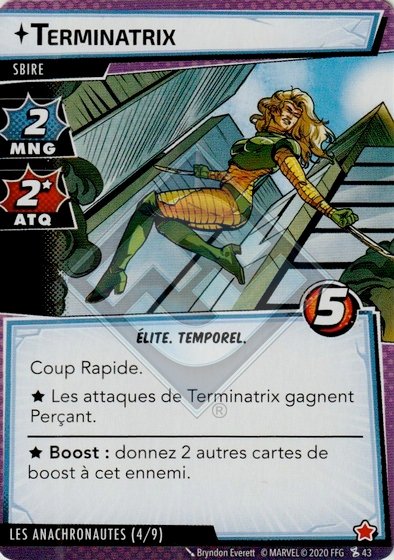 TERMINATRIX
SBIRE
2
MNG
2★
ATQ
5
ÉLITE. TEMPOREL.
Coup Rapide.
★ Les attaques de Terminatrix gagnent
Perçant.
★ Boost : donnez 2 autres cartes de
boost à cet ennemi.
LES ANACHRONAUTES (4/9)
Bryndon Everett © MARVEL © 2020 FFG 43